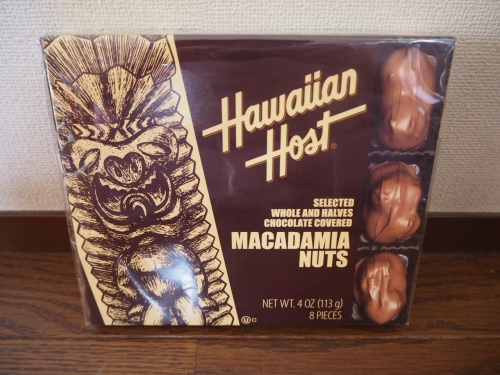 Hawaiian
Host®
SELECTED
WHOLE AND HALVES
CHOCOLATE COVERED
MACADAMIA
NUTS
NET WT. 4 OZ (113 g)
8 PIECES
U D